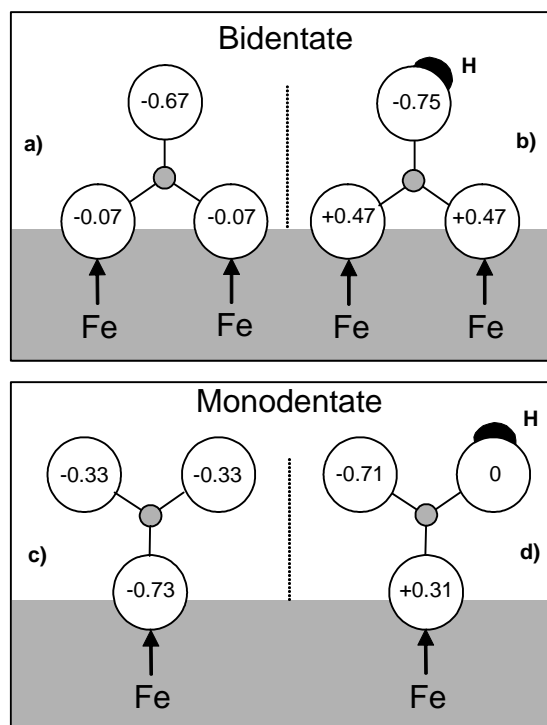 Bidentate
H
-0.67
-0.75
a)
b)
-0.07
-0.07
+0.47
+0.47
Fe
Fe
Fe
Fe
Monodentate
H
-0.33
-0.33
-0.71
0
c)
d)
-0.73
+0.31
Fe
Fe